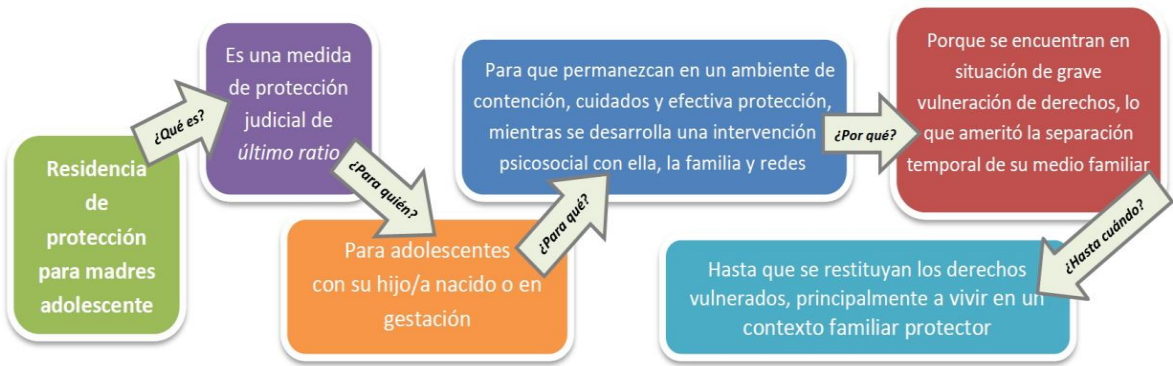 Residencia
de
protección
para madres
adolescente
¿Qué es?
Es una medida
de protección
judicial de
último ratio
¿Para quién?
Para adolescentes
con su hijo/a nacido o en
gestación
¿Para qué?
Para que permanezcan en un ambiente de
contención, cuidados y efectiva protección,
mientras se desarrolla una intervención
psicosocial con ella, la familia y redes
¿Por qué?
Porque se encuentran en
situación de grave
vulneración de derechos, lo
que ameritó la separación
temporal de su medio familiar
¿Hasta cuándo?
Hasta que se restituyan los derechos
vulnerados, principalmente a vivir en un
contexto familiar protector